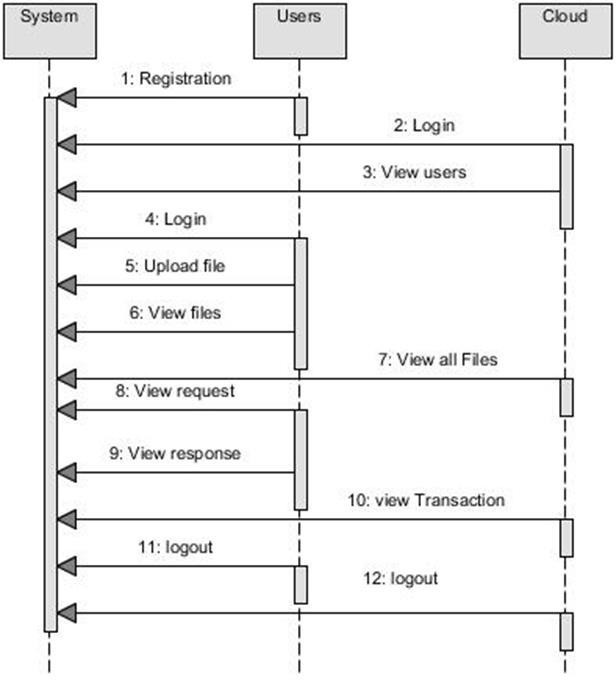 System Users Cloud
1: Registration
2: Login
3: View users
4: Login
5: Upload file
6: View files
7: View all Files
8: View request
9: View response
10: view Transaction
11: logout
12: logout